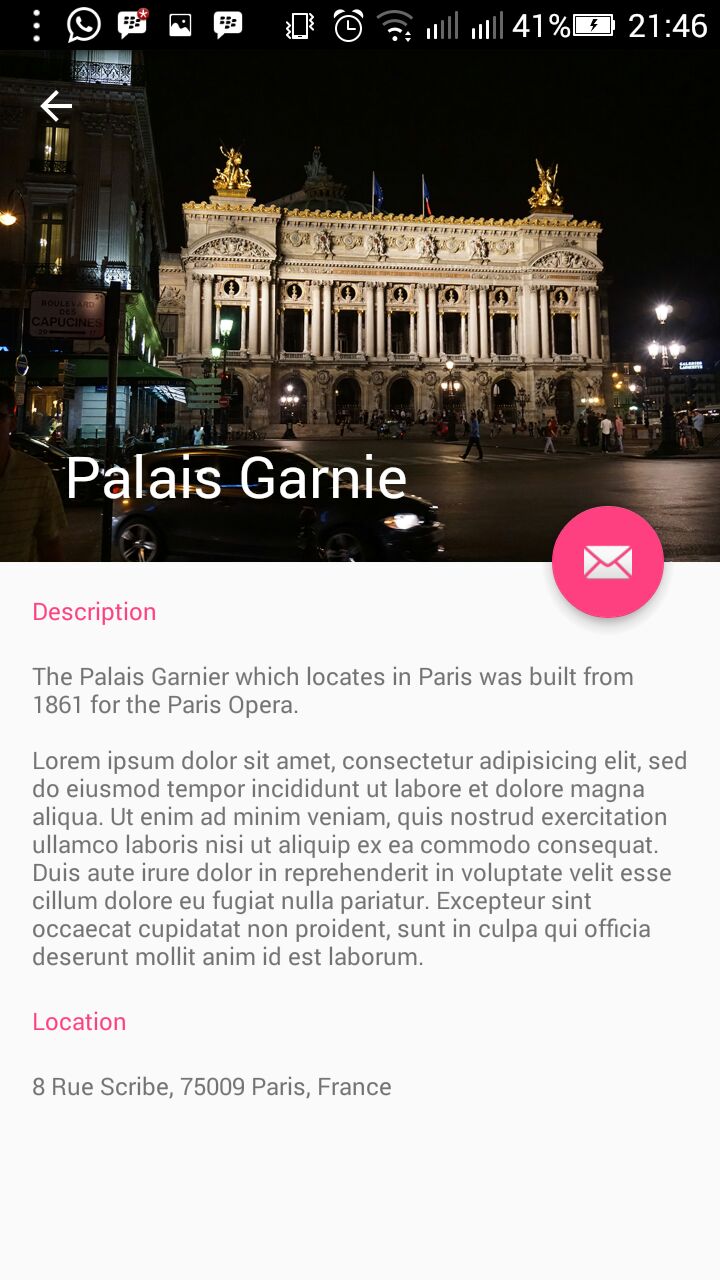 41% 21:46
BOULEVARD
DES
CAPUCINES
GALERIES
LAFAYETTE
Palais Garnie
Description
The Palais Garnier which locates in Paris was built from
1861 for the Paris Opera.
Lorem ipsum dolor sit amet, consectetur adipisicing elit, sed
do eiusmod tempor incididunt ut labore et dolore magna
aliqua. Ut enim ad minim veniam, quis nostrud exercitation
ullamco laboris nisi ut aliquip ex ea commodo consequat.
Duis aute irure dolor in reprehenderit in voluptate velit esse
cillum dolore eu fugiat nulla pariatur. Excepteur sint
occaecat cupidatat non proident, sunt in culpa qui officia
deserunt mollit anim id est laborum.
Location
8 Rue Scribe, 75009 Paris, France